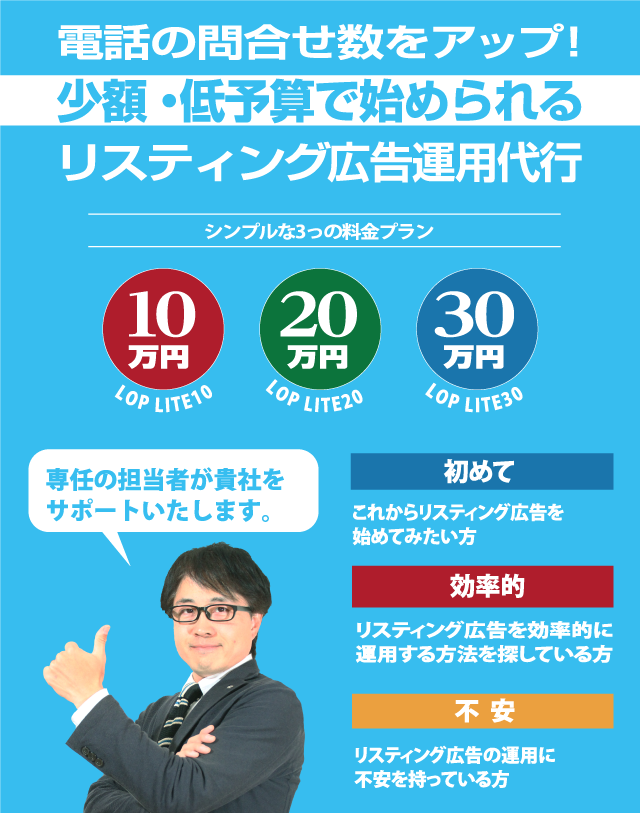 電話の問合せ数をアップ!
少額・低予算で始められる
リスティング広告運用代行
シンプルな3っの料金プラン
10
万円
LOP LITE10
20
万円
LOP LITE20
30
万円
LOP LITE30
専任の担当者が貴社を
サポートいたします。
初めて
これからリスティング広告を
始めてみたい方
効率的
リスティング広告を効率的に
運用する方法を探している方
不 安
リスティング広告の運用に
不安を持っている方